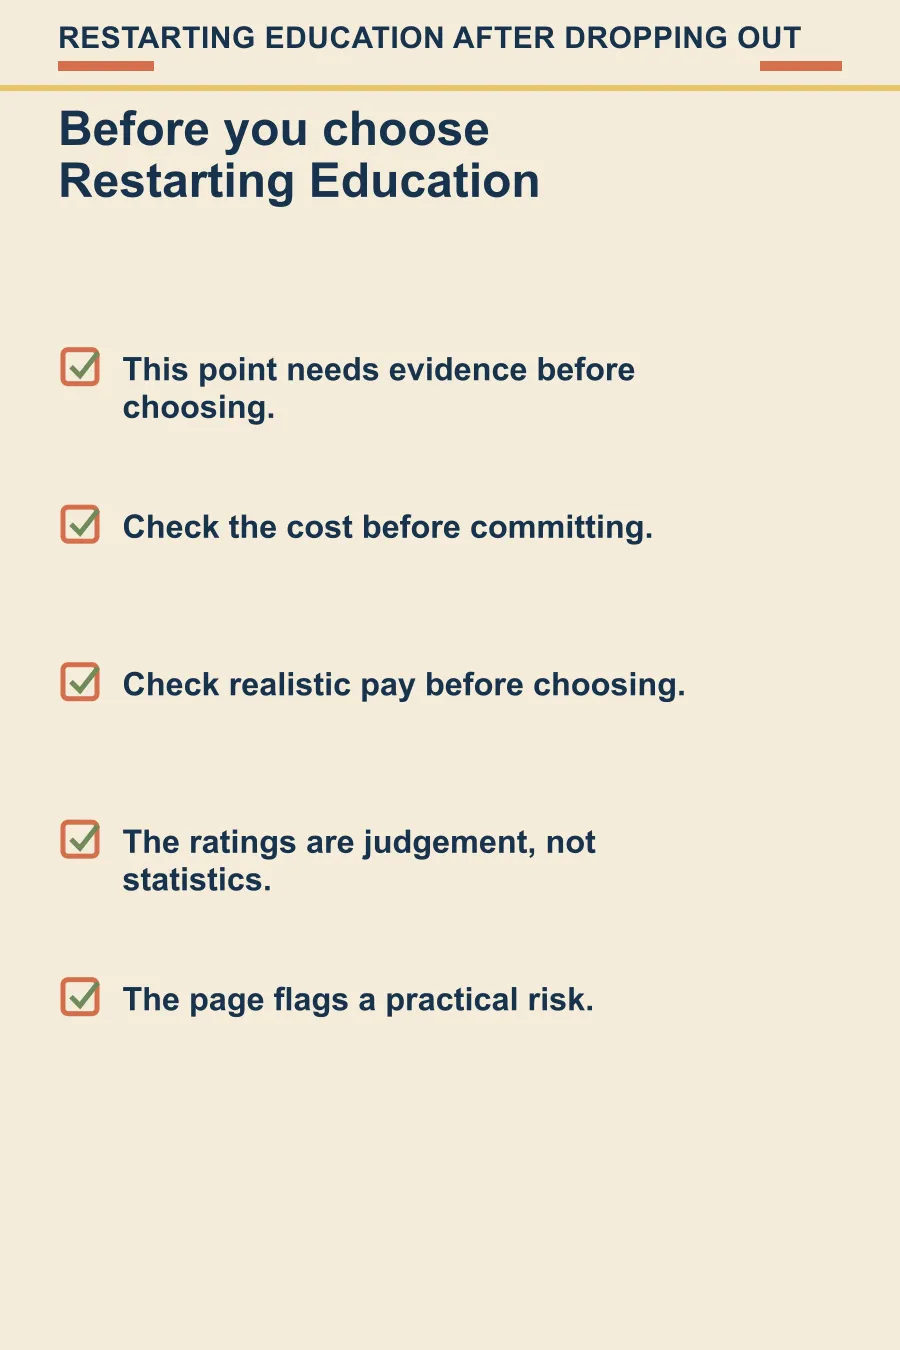 RESTARTING EDUCATION AFTER DROPPING OUT
Before you choose
Restarting Education
This point needs evidence before
choosing.
Check the cost before committing.
Check realistic pay before choosing.
The ratings are judgement, not
statistics.
The page flags a practical risk.